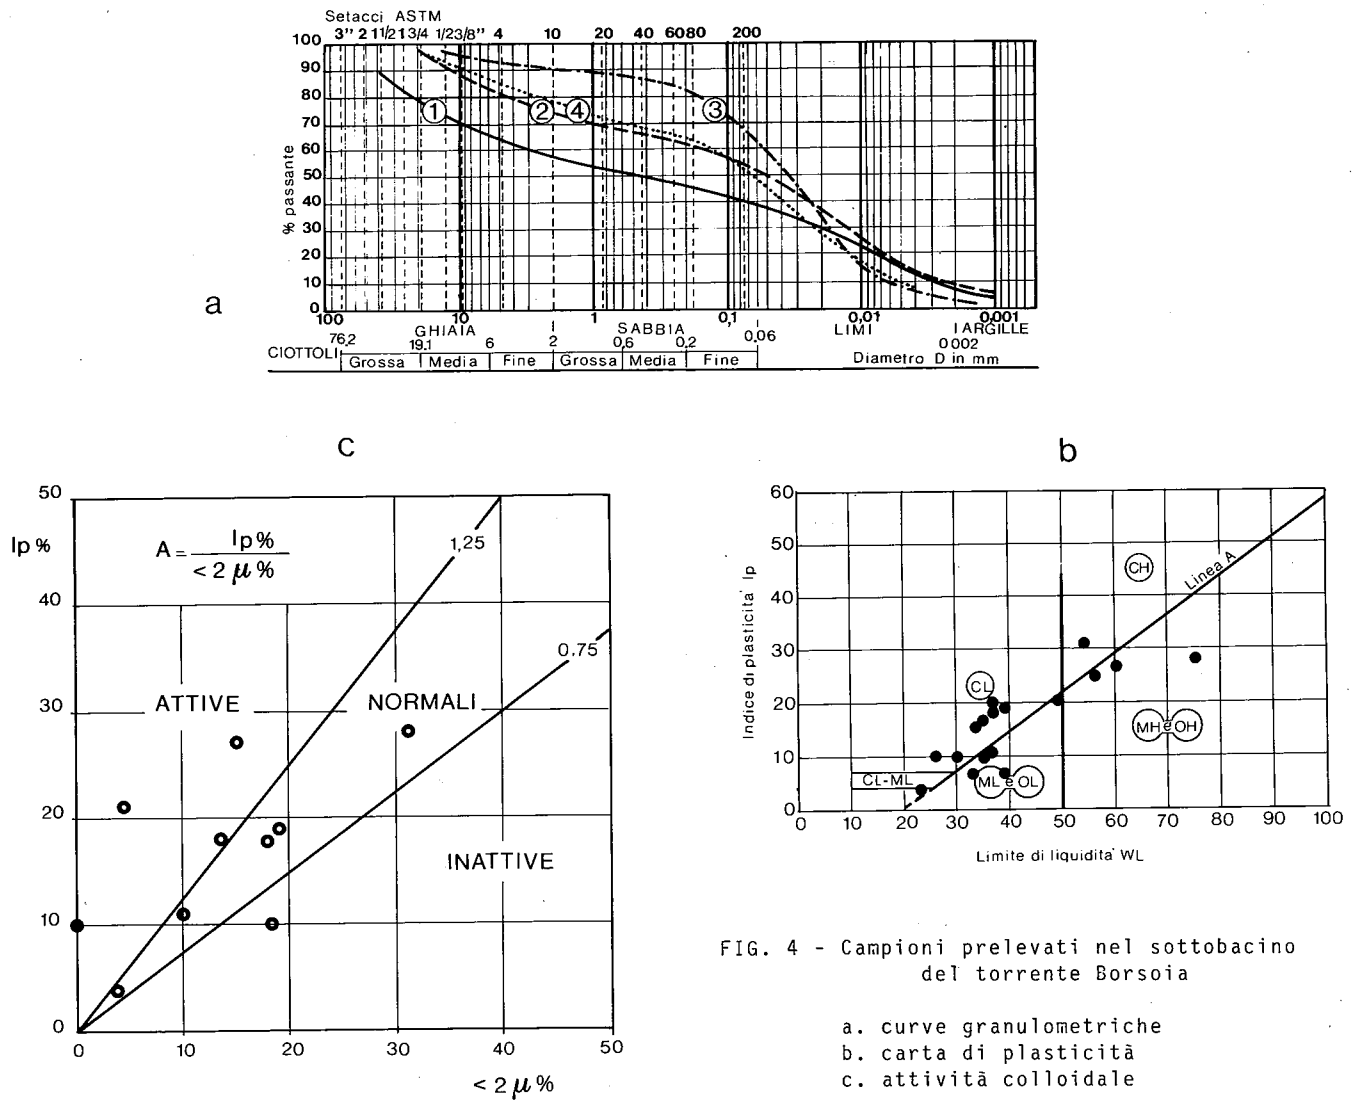 Setacci ASTM
3" 2 1 1/2 1 3/4 1/2 3/8" 4 10 20 40 60 80 200
100
90
80
70
60
50
40
30
20
10
0
% passante
1 2 4 3
a
100 10 1 0,1 0,01 0,001
GHIAIA SABBIA LIMI ARGILLE
76,2 19.1 6 2 0,6 0,2 0,06 0002
CIOTTOLI Grossa Media Fine Grossa Media Fine Diametro D in mm
c
50
40
30
20
10
0
Ip %
A = Ip% / < 2 μ %
1,25
0.75
ATTIVE
NORMALI
INATTIVE
0 10 20 30 40 50
< 2 μ %
b
60
50
40
30
20
10
0
Indice di plasticita' Ip
CH
Linea A
CL
MH e OH
CL-ML
ML e OL
0 10 20 30 40 50 60 70 80 90 100
Limite di liquidita' WL
FIG. 4 - Campioni prelevati nel sottobacino
del torrente Borsoia
a. curve granulometriche
b. carta di plasticità
c. attività colloidale